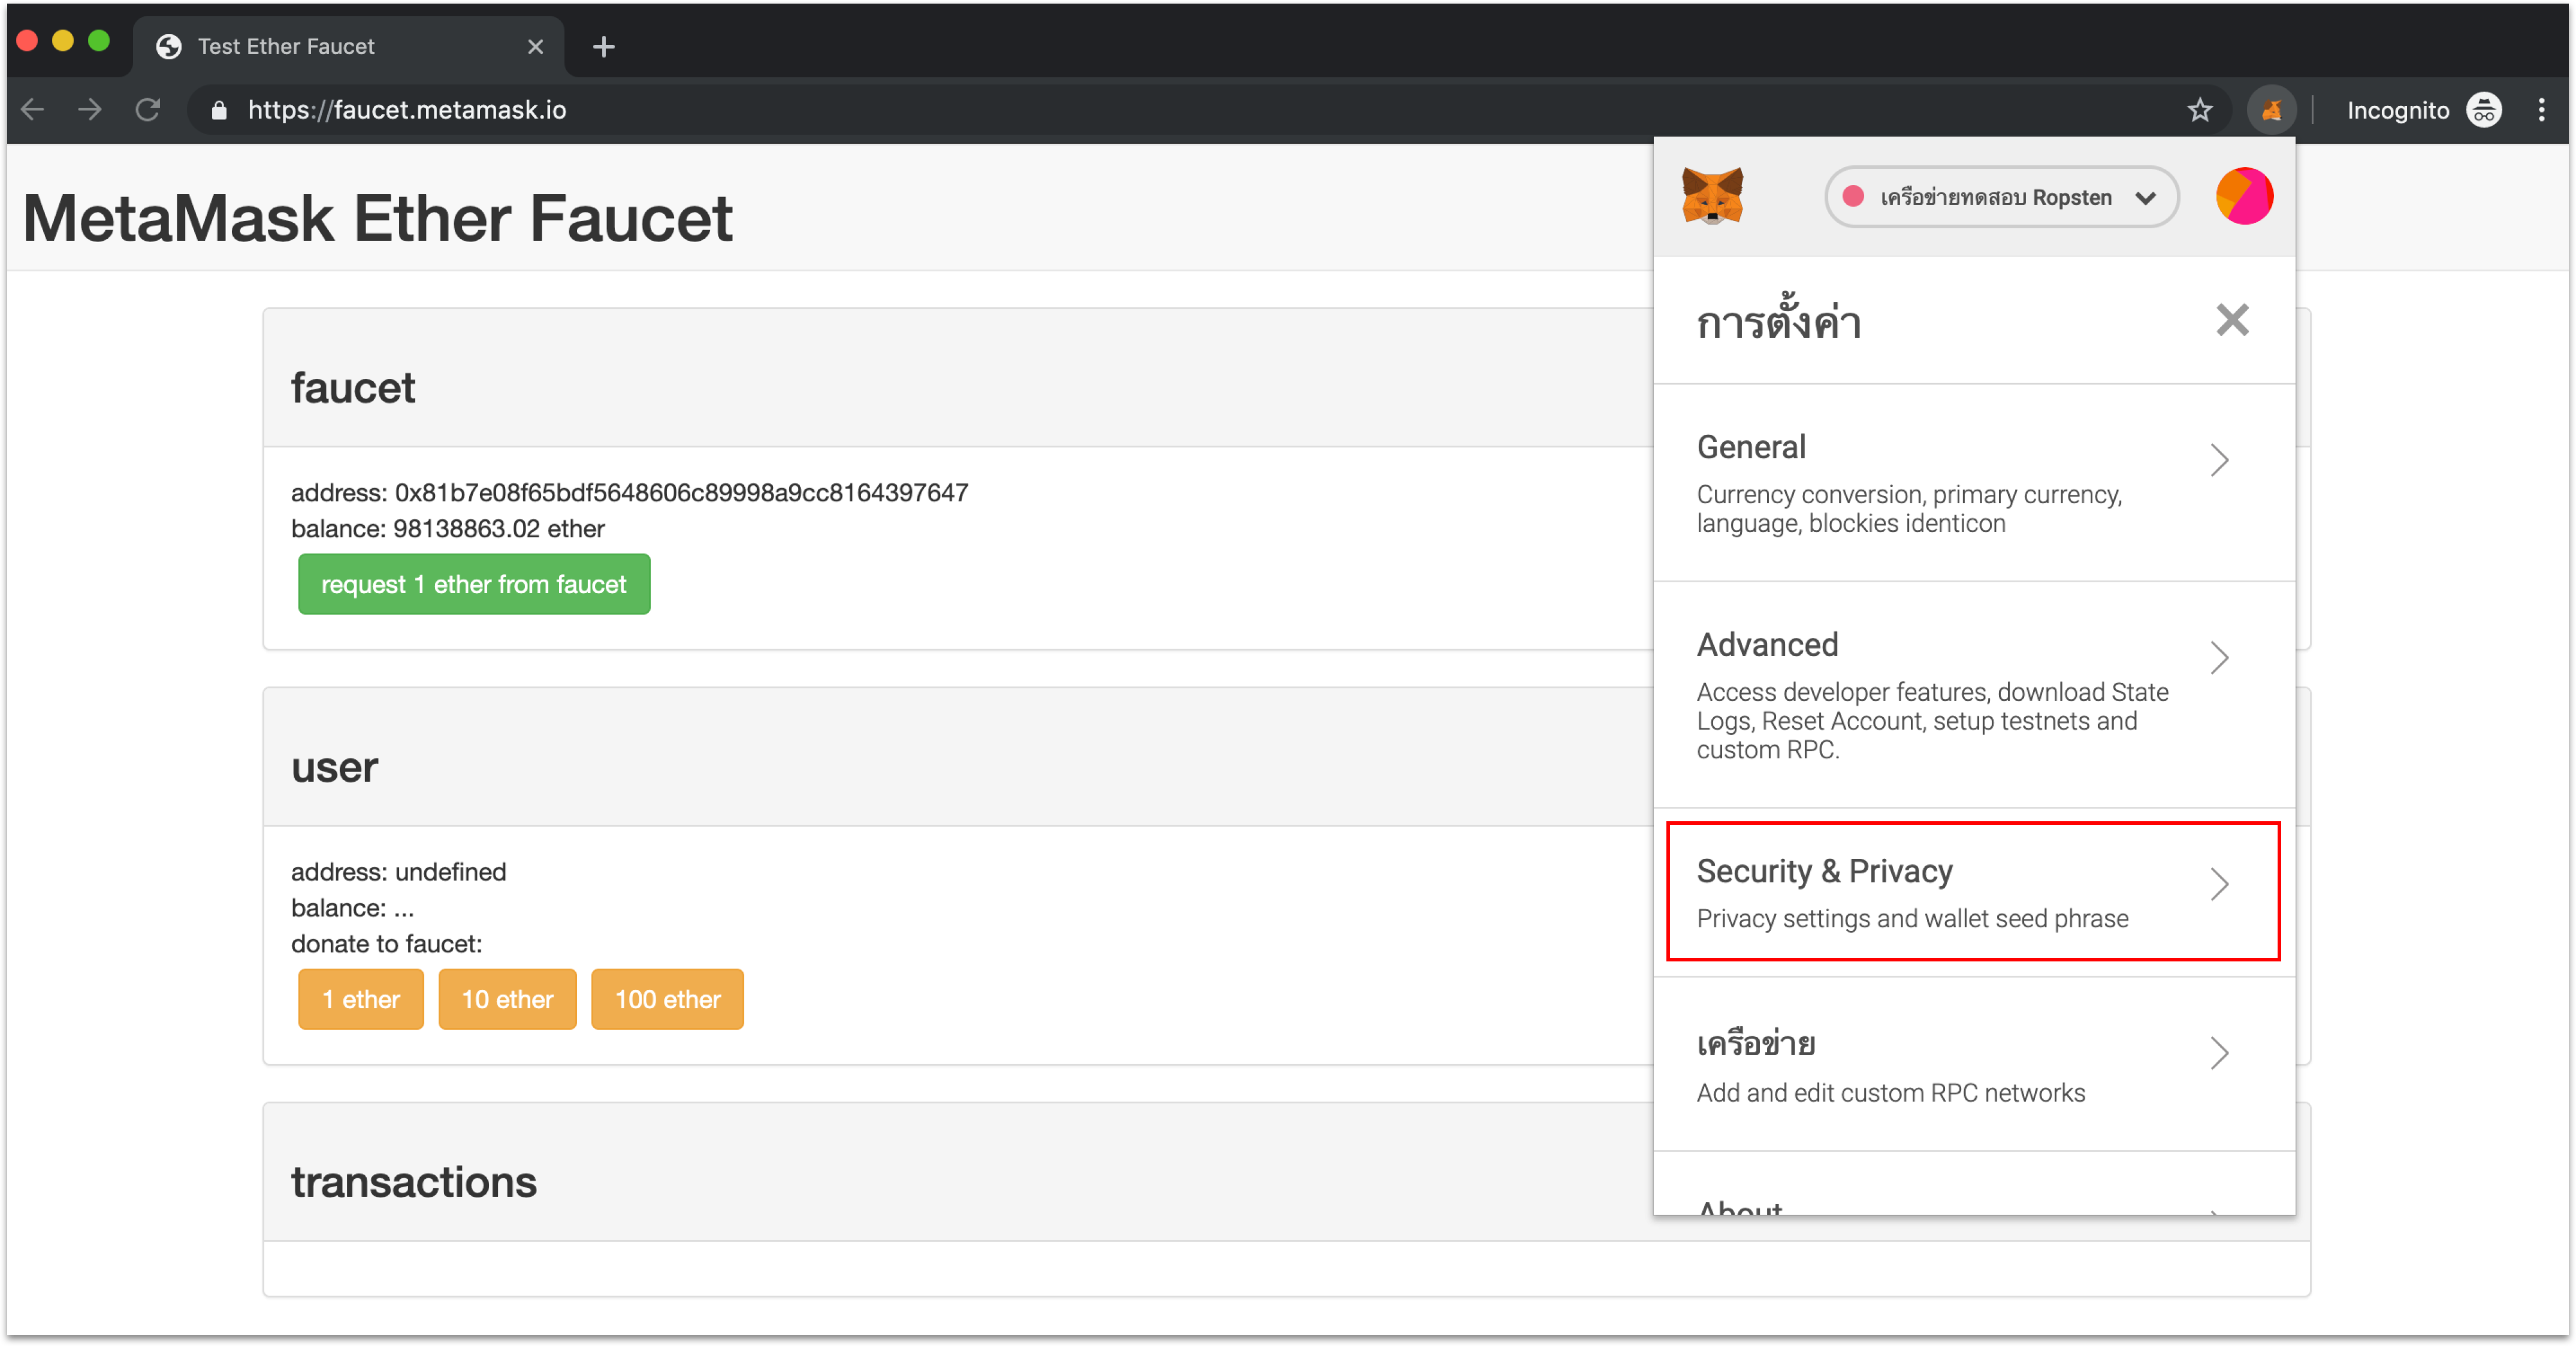 Test Ether Faucet
https://faucet.metamask.io
Incognito
MetaMask Ether Faucet
faucet
address: 0x81b7e08f65bdf5648606c89998a9cc8164397647
balance: 98138863.02 ether
request 1 ether from faucet
user
address: undefined
balance: ...
donate to faucet:
1 ether
10 ether
100 ether
transactions
เครือข่ายทดสอบ Ropsten
การตั้งค่า
General
Currency conversion, primary currency,
language, blockies identicon
Advanced
Access developer features, download State
Logs, Reset Account, setup testnets and
custom RPC.
Security & Privacy
Privacy settings and wallet seed phrase
เครือข่าย
Add and edit custom RPC networks
About